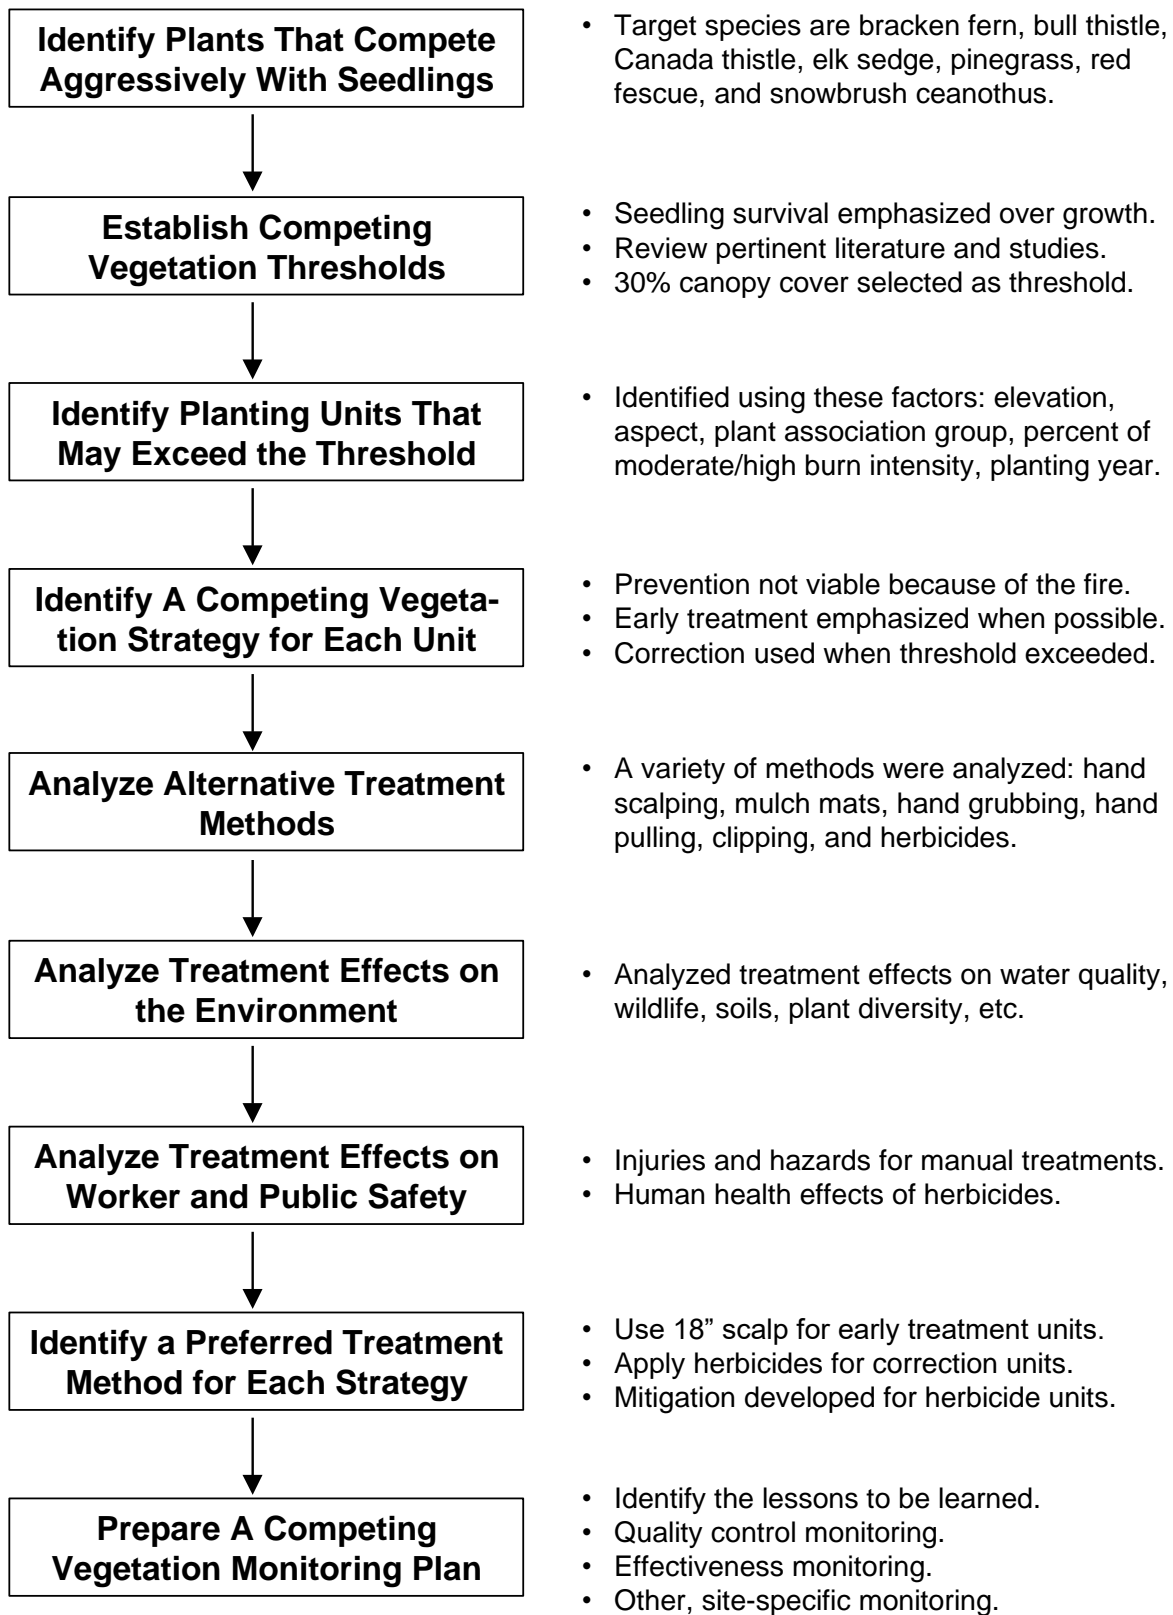 Identify Plants That Compete
Aggressively With Seedlings
• Target species are bracken fern, bull thistle,
Canada thistle, elk sedge, pinegrass, red
fescue, and snowbrush ceanothus.
Establish Competing
Vegetation Thresholds
• Seedling survival emphasized over growth.
• Review pertinent literature and studies.
• 30% canopy cover selected as threshold.
Identify Planting Units That
May Exceed the Threshold
• Identified using these factors: elevation,
aspect, plant association group, percent of
moderate/high burn intensity, planting year.
Identify A Competing Vegeta-
tion Strategy for Each Unit
• Prevention not viable because of the fire.
• Early treatment emphasized when possible.
• Correction used when threshold exceeded.
Analyze Alternative Treatment
Methods
• A variety of methods were analyzed: hand
scalping, mulch mats, hand grubbing, hand
pulling, clipping, and herbicides.
Analyze Treatment Effects on
the Environment
• Analyzed treatment effects on water quality,
wildlife, soils, plant diversity, etc.
Analyze Treatment Effects on
Worker and Public Safety
• Injuries and hazards for manual treatments.
• Human health effects of herbicides.
Identify a Preferred Treatment
Method for Each Strategy
• Use 18” scalp for early treatment units.
• Apply herbicides for correction units.
• Mitigation developed for herbicide units.
Prepare A Competing
Vegetation Monitoring Plan
• Identify the lessons to be learned.
• Quality control monitoring.
• Effectiveness monitoring.
• Other, site-specific monitoring.